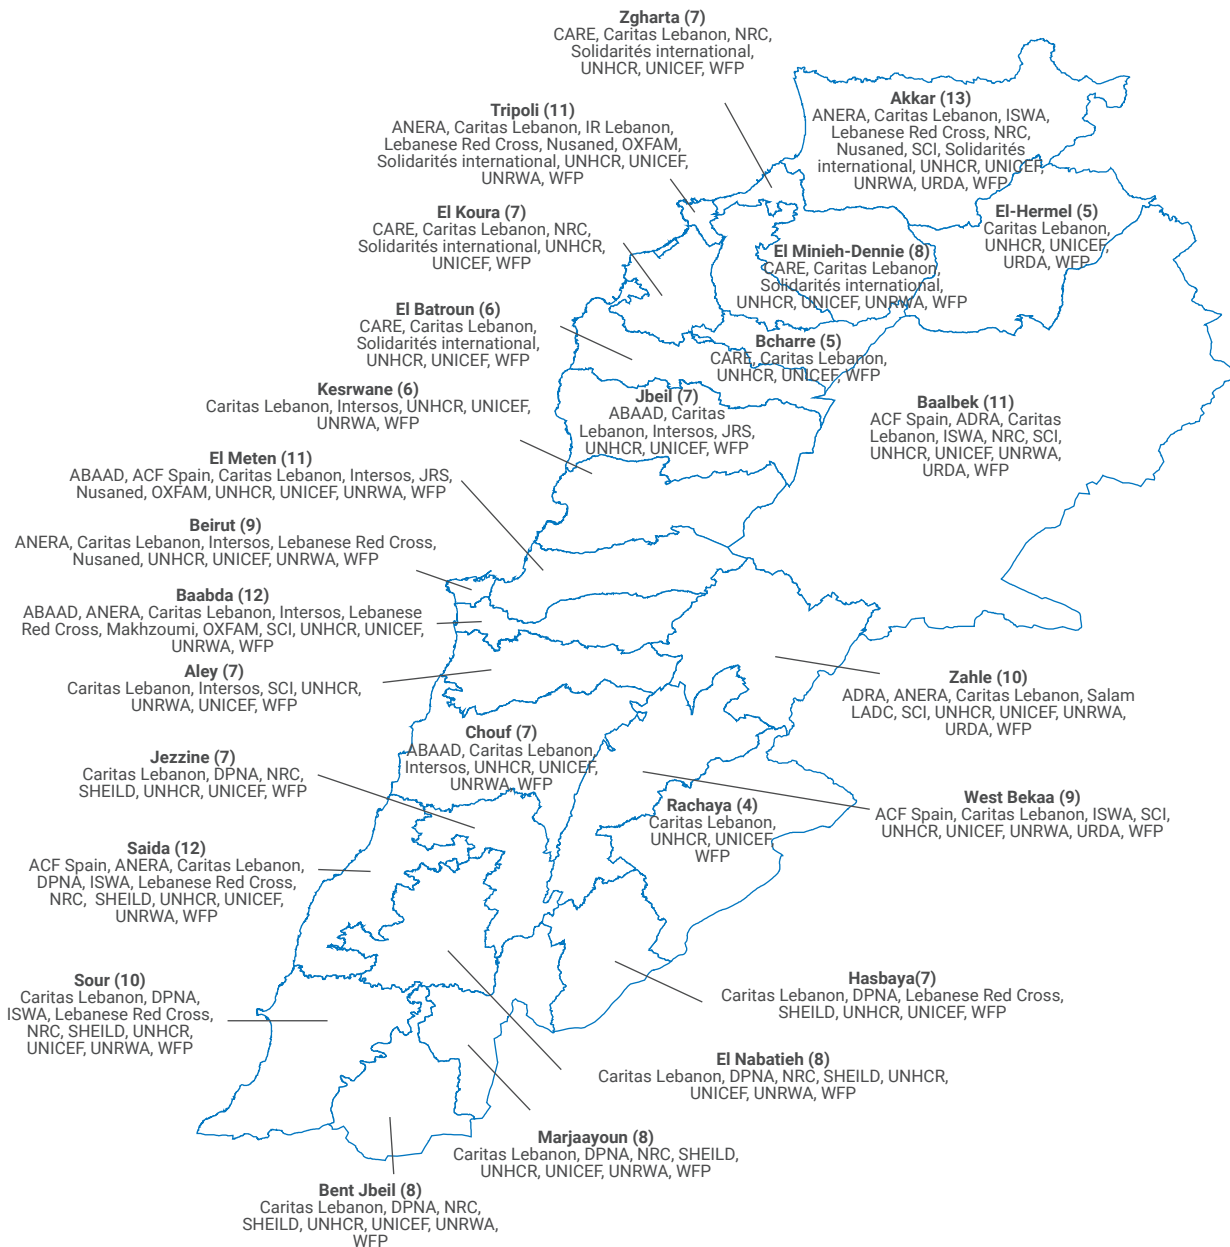 Zgharta (7)
CARE, Caritas Lebanon, NRC,
Solidarités international,
UNHCR, UNICEF, WFP
Akkar (13)
ANERA, Caritas Lebanon, ISWA,
Lebanese Red Cross, NRC,
Nusaned, SCI, Solidarités
international, UNHCR, UNICEF,
UNRWA, URDA, WFP
Tripoli (11)
ANERA, Caritas Lebanon, IR Lebanon,
Lebanese Red Cross, Nusaned, OXFAM,
Solidarités international, UNHCR, UNICEF,
UNRWA, WFP
El Koura (7)
CARE, Caritas Lebanon, NRC,
Solidarités international, UNHCR,
UNICEF, WFP
El-Hermel (5)
Caritas Lebanon,
UNHCR, UNICEF,
URDA, WFP
El Minieh-Dennie (8)
CARE, Caritas Lebanon,
Solidarités international,
UNHCR, UNICEF, UNRWA, WFP
El Batroun (6)
CARE, Caritas Lebanon,
Solidarités international,
UNHCR, UNICEF, WFP
Bcharre (5)
CARE, Caritas Lebanon,
UNHCR, UNICEF, WFP
Kesrwane (6)
Caritas Lebanon, Intersos, UNHCR, UNICEF,
UNRWA, WFP
Jbeil (7)
ABAAD, Caritas
Lebanon, Intersos, JRS,
UNHCR, UNICEF, WFP
Baalbek (11)
ACF Spain, ADRA, Caritas
Lebanon, ISWA, NRC, SCI,
UNHCR, UNICEF, UNRWA,
URDA, WFP
El Meten (11)
ABAAD, ACF Spain, Caritas Lebanon, Intersos, JRS,
Nusaned, OXFAM, UNHCR, UNICEF, UNRWA, WFP
Beirut (9)
ANERA, Caritas Lebanon, Intersos, Lebanese Red Cross,
Nusaned, UNHCR, UNICEF, UNRWA, WFP
Baabda (12)
ABAAD, ANERA, Caritas Lebanon, Intersos, Lebanese
Red Cross, Makhzoumi, OXFAM, SCI, UNHCR, UNICEF,
UNRWA, WFP
Aley (7)
Caritas Lebanon, Intersos, SCI, UNHCR,
UNRWA, UNICEF, WFP
Zahle (10)
ADRA, ANERA, Caritas Lebanon, Salam
LADC, SCI, UNHCR, UNICEF, UNRWA,
URDA, WFP
Chouf (7)
ABAAD, Caritas Lebanon,
Intersos, UNHCR, UNICEF,
UNRWA, WFP
Jezzine (7)
Caritas Lebanon, DPNA, NRC,
SHEILD, UNHCR, UNICEF, WFP
West Bekaa (9)
ACF Spain, Caritas Lebanon, ISWA, SCI,
UNHCR, UNICEF, UNRWA, URDA, WFP
Rachaya (4)
Caritas Lebanon,
UNHCR, UNICEF,
WFP
Saida (12)
ACF Spain, ANERA, Caritas Lebanon,
DPNA, ISWA, Lebanese Red Cross,
NRC, SHEILD, UNHCR, UNICEF,
UNRWA, WFP
Sour (10)
Caritas Lebanon, DPNA,
ISWA, Lebanese Red Cross,
NRC, SHEILD, UNHCR,
UNICEF, UNRWA, WFP
Hasbaya(7)
Caritas Lebanon, DPNA, Lebanese Red Cross,
SHEILD, UNHCR, UNICEF, WFP
El Nabatieh (8)
Caritas Lebanon, DPNA, NRC, SHEILD, UNHCR,
UNICEF, UNRWA, WFP
Marjaayoun (8)
Caritas Lebanon, DPNA, NRC, SHEILD,
UNHCR, UNICEF, UNRWA, WFP
Bent Jbeil (8)
Caritas Lebanon, DPNA, NRC,
SHEILD, UNHCR, UNICEF, UNRWA,
WFP